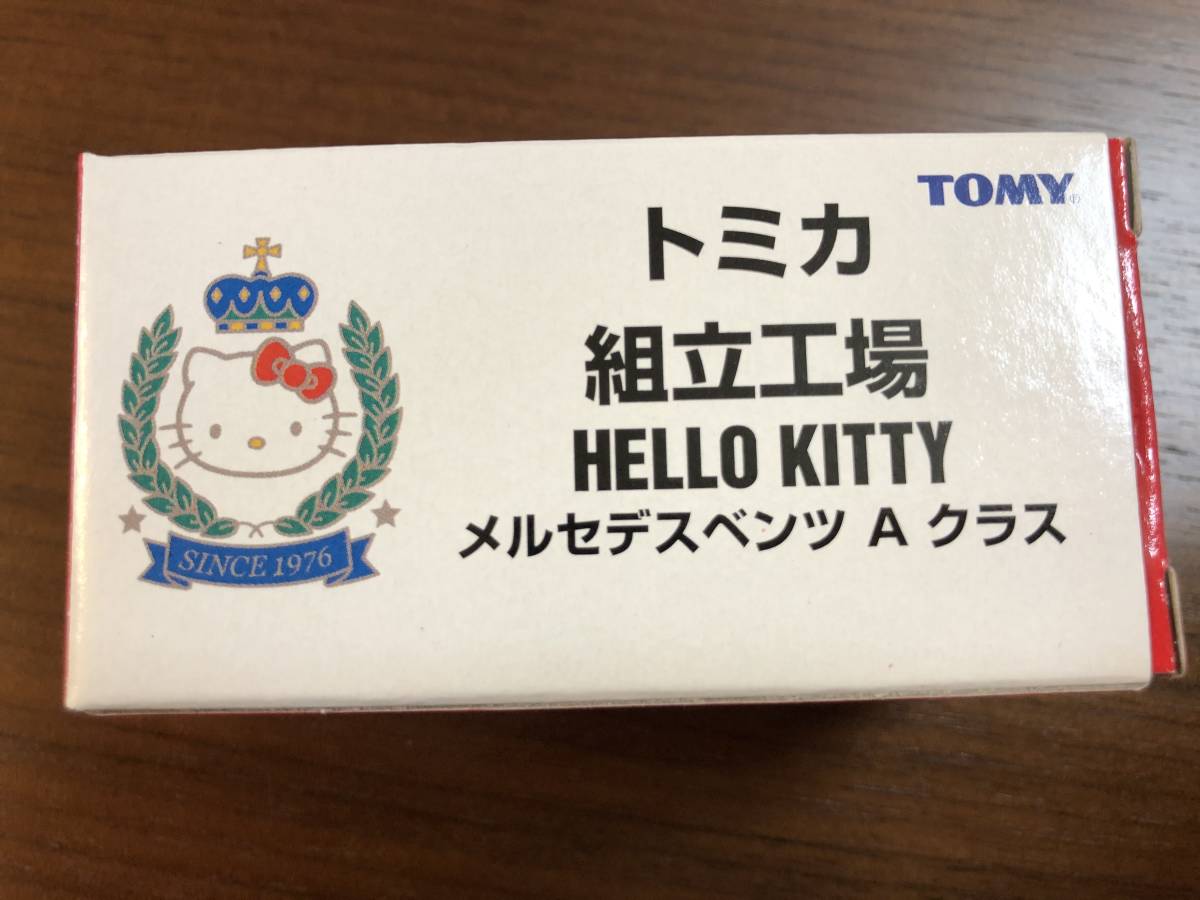 TOMY
トミカ
組立工場
HELLO KITTY
メルセデスベンツ A クラス
SINCE 1976